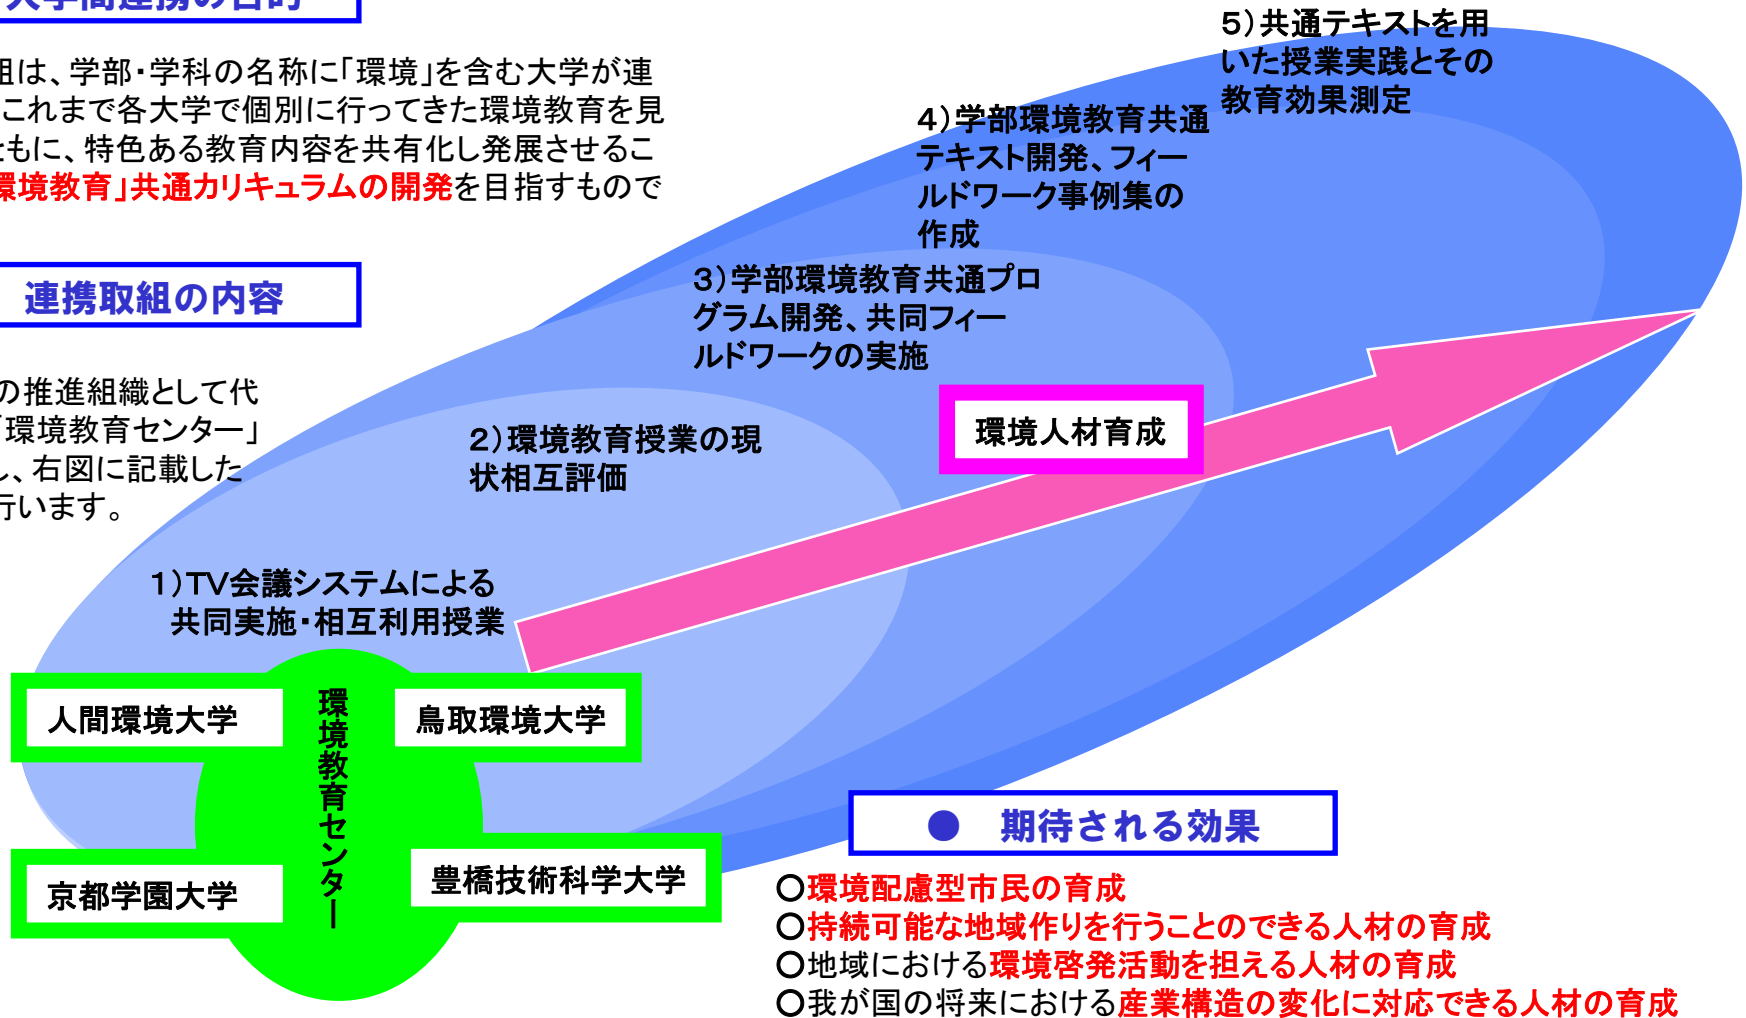 大学間連携の目的
組は、学部・学科の名称に「環境」を含む大学が連
これまで各大学で個別に行ってきた環境教育を見
ともに、特色ある教育内容を共有化し発展させるこ
環境教育」共通カリキュラムの開発を目指すもので
連携取組の内容
の推進組織として代
「環境教育センター」
し、右図に記載した
行います。
5)共通テキストを用
いた授業実践とその
教育効果測定
4)学部環境教育共通
テキスト開発、フィー
ルドワーク事例集の
作成
3)学部環境教育共通プロ
グラム開発、共同フィー
ルドワークの実施
環境人材育成
2)環境教育授業の現
状相互評価
1)TV会議システムによる
共同実施・相互利用授業
人間環境大学
鳥取環境大学
環境教育センター
京都学園大学
豊橋技術科学大学
● 期待される効果
○環境配慮型市民の育成
○持続可能な地域作りを行うことのできる人材の育成
○地域における環境啓発活動を担える人材の育成
○我が国の将来における産業構造の変化に対応できる人材の育成